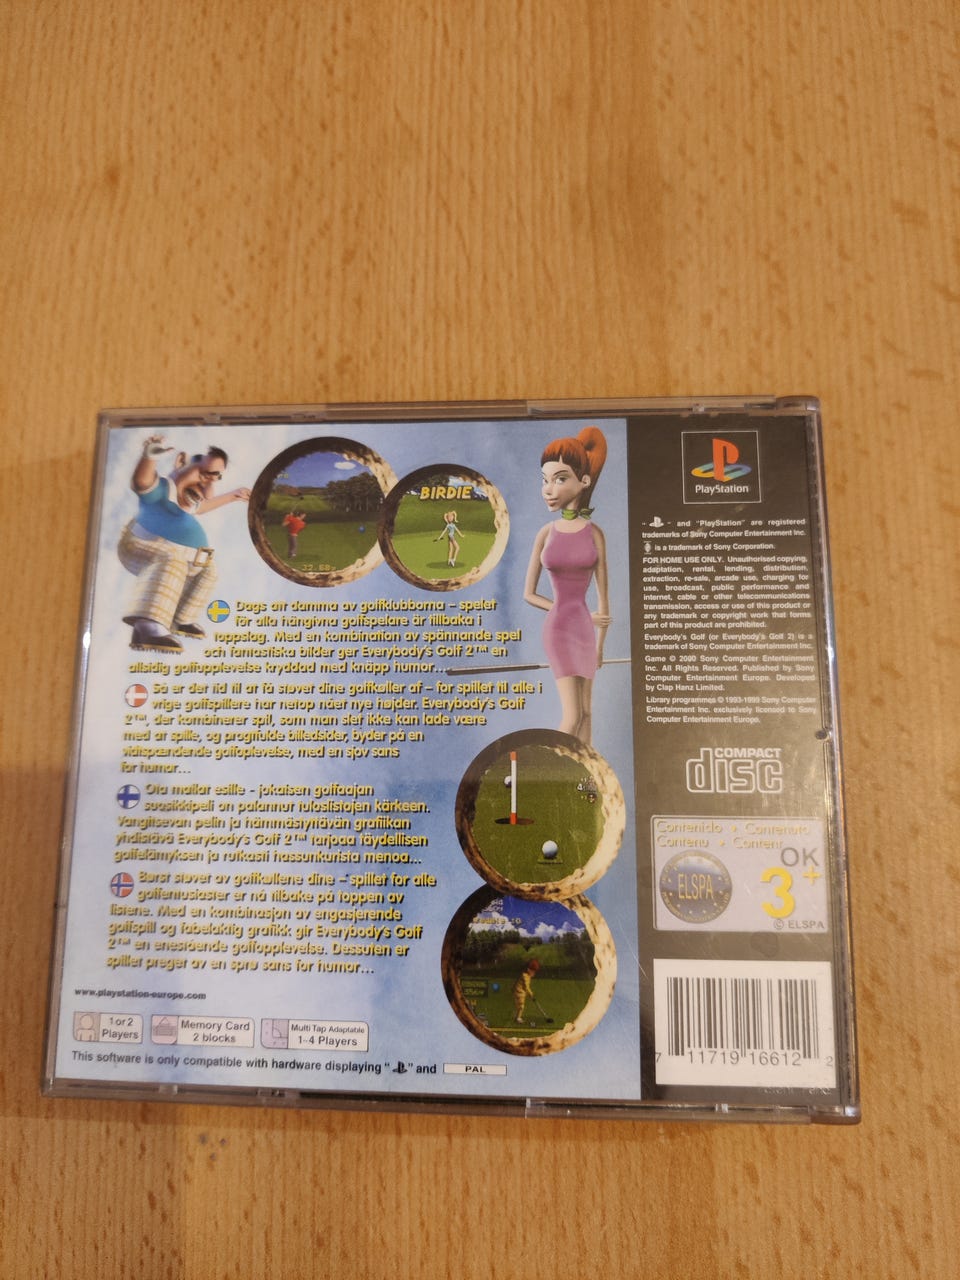 BIRDIE
32.68m
Dags att damma av golfklubborna – spelet
för alla hängivna golfspelare är tillbaka i
toppslag. Med en kombination av spännande spel
och fantastiska bilder ger Everybody's Golf 2™ en
allsidig golfupplevelse kryddad med knäpp humor...
Så er det tid til at få støver dine golfkøller af – for spillet til alle i
vrige golfspillere har netop nået nye højder. Everybody's Golf
2™, der kombinerer spil, som man slet ikke kan lade være
med at spille, og pragtfulde billedsider, byder på en
vidtspændende golfoplevelse, med en sjov sans
for humor...
Ota mailar esille – jokaisen golfaajan
suosikkipeli on palannut tuloslistojen kärkeen.
Vangitsevan pelin ja hämmästyttävän grafiikan
yhdistävä Everybody's Golf 2™ tarjoaa täydellisen
golfelämyksen ja rutkasti hassunkurista menoa...
Børst støver av golfkøllene dine – spillet for alle
golfentusiaster er nå tilbake på toppen av
listene. Med en kombinasjon av engasjerende
golfspill og fabelaktig grafikk gir Everybody's Golf
2™ en enestående golfopplevelse. Dessuten er
spillet preget av en sprø sans for humor...
www.playstation-europe.com
1 or 2
Players
Memory Card
2 blocks
Multi Tap Adaptable
1-4 Players
This software is only compatible with hardware displaying " " and PAL
PlayStation
" " and "PlayStation" are registered
trademarks of Sony Computer Entertainment Inc.
is a trademark of Sony Corporation.
FOR HOME USE ONLY. Unauthorised copying,
adaptation, rental, lending, distribution,
extraction, re-sale, arcade use, charging for
use, broadcast, public performance and
internet, cable or other telecommunications
transmission, access or use of this product or
any trademark or copyright work that forms
part of this product are prohibited.
Everybody's Golf (or Everybody's Golf 2) is a
trademark of Sony Computer Entertainment Inc.
Game © 2000 Sony Computer Entertainment
Inc. All Rights Reserved. Published by Sony
Computer Entertainment Europe. Developed
by Clap Hanz Limited.
Library programmes © 1993-1999 Sony Computer
Entertainment Inc. exclusively licensed to Sony
Computer Entertainment Europe.
COMPACT
disc
Contenido • Contenuto
Contenu • Content
OK
ELSPA
3+
© ELSPA
7 11719 16612 2